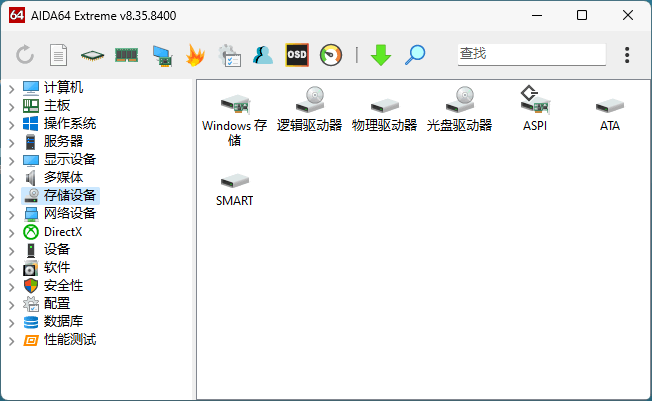 64 AIDA64 Extreme v8.35.8400
OSD
查找
计算机
主板
操作系统
服务器
显示设备
多媒体
存储设备
网络设备
DirectX
设备
软件
安全性
配置
数据库
性能测试
Windows 存
储
逻辑驱动器
物理驱动器
光盘驱动器
ASPI
ATA
SMART